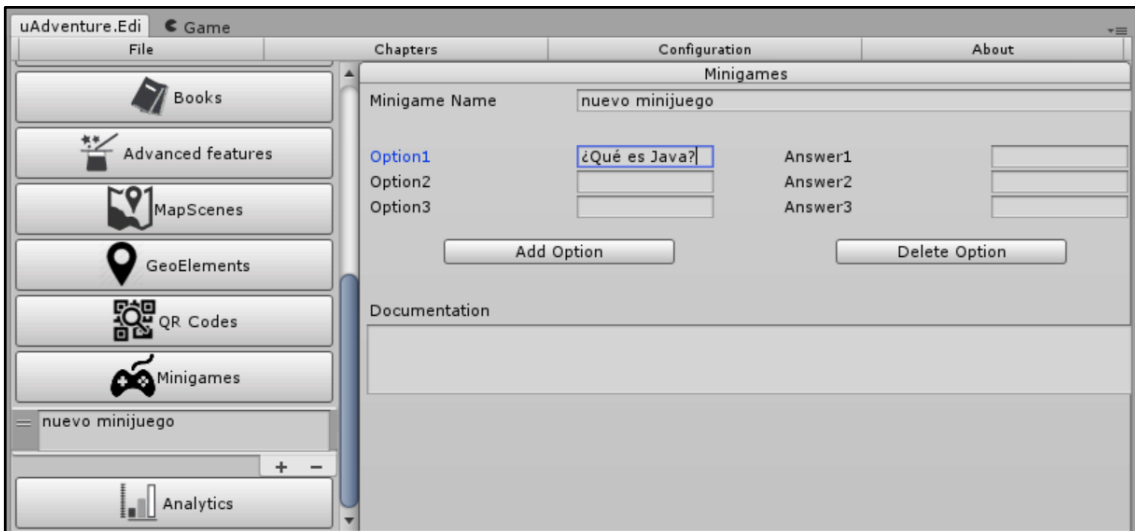 uAdventure.Edi Game
File Chapters Configuration About
Books
Advanced features
MapScenes
GeoElements
QR Codes
Minigames
nuevo minijuego
+ −
Analytics
Minigames
Minigame Name nuevo minijuego
Option1 ¿Qué es Java? Answer1
Option2 Answer2
Option3 Answer3
Add Option Delete Option
Documentation